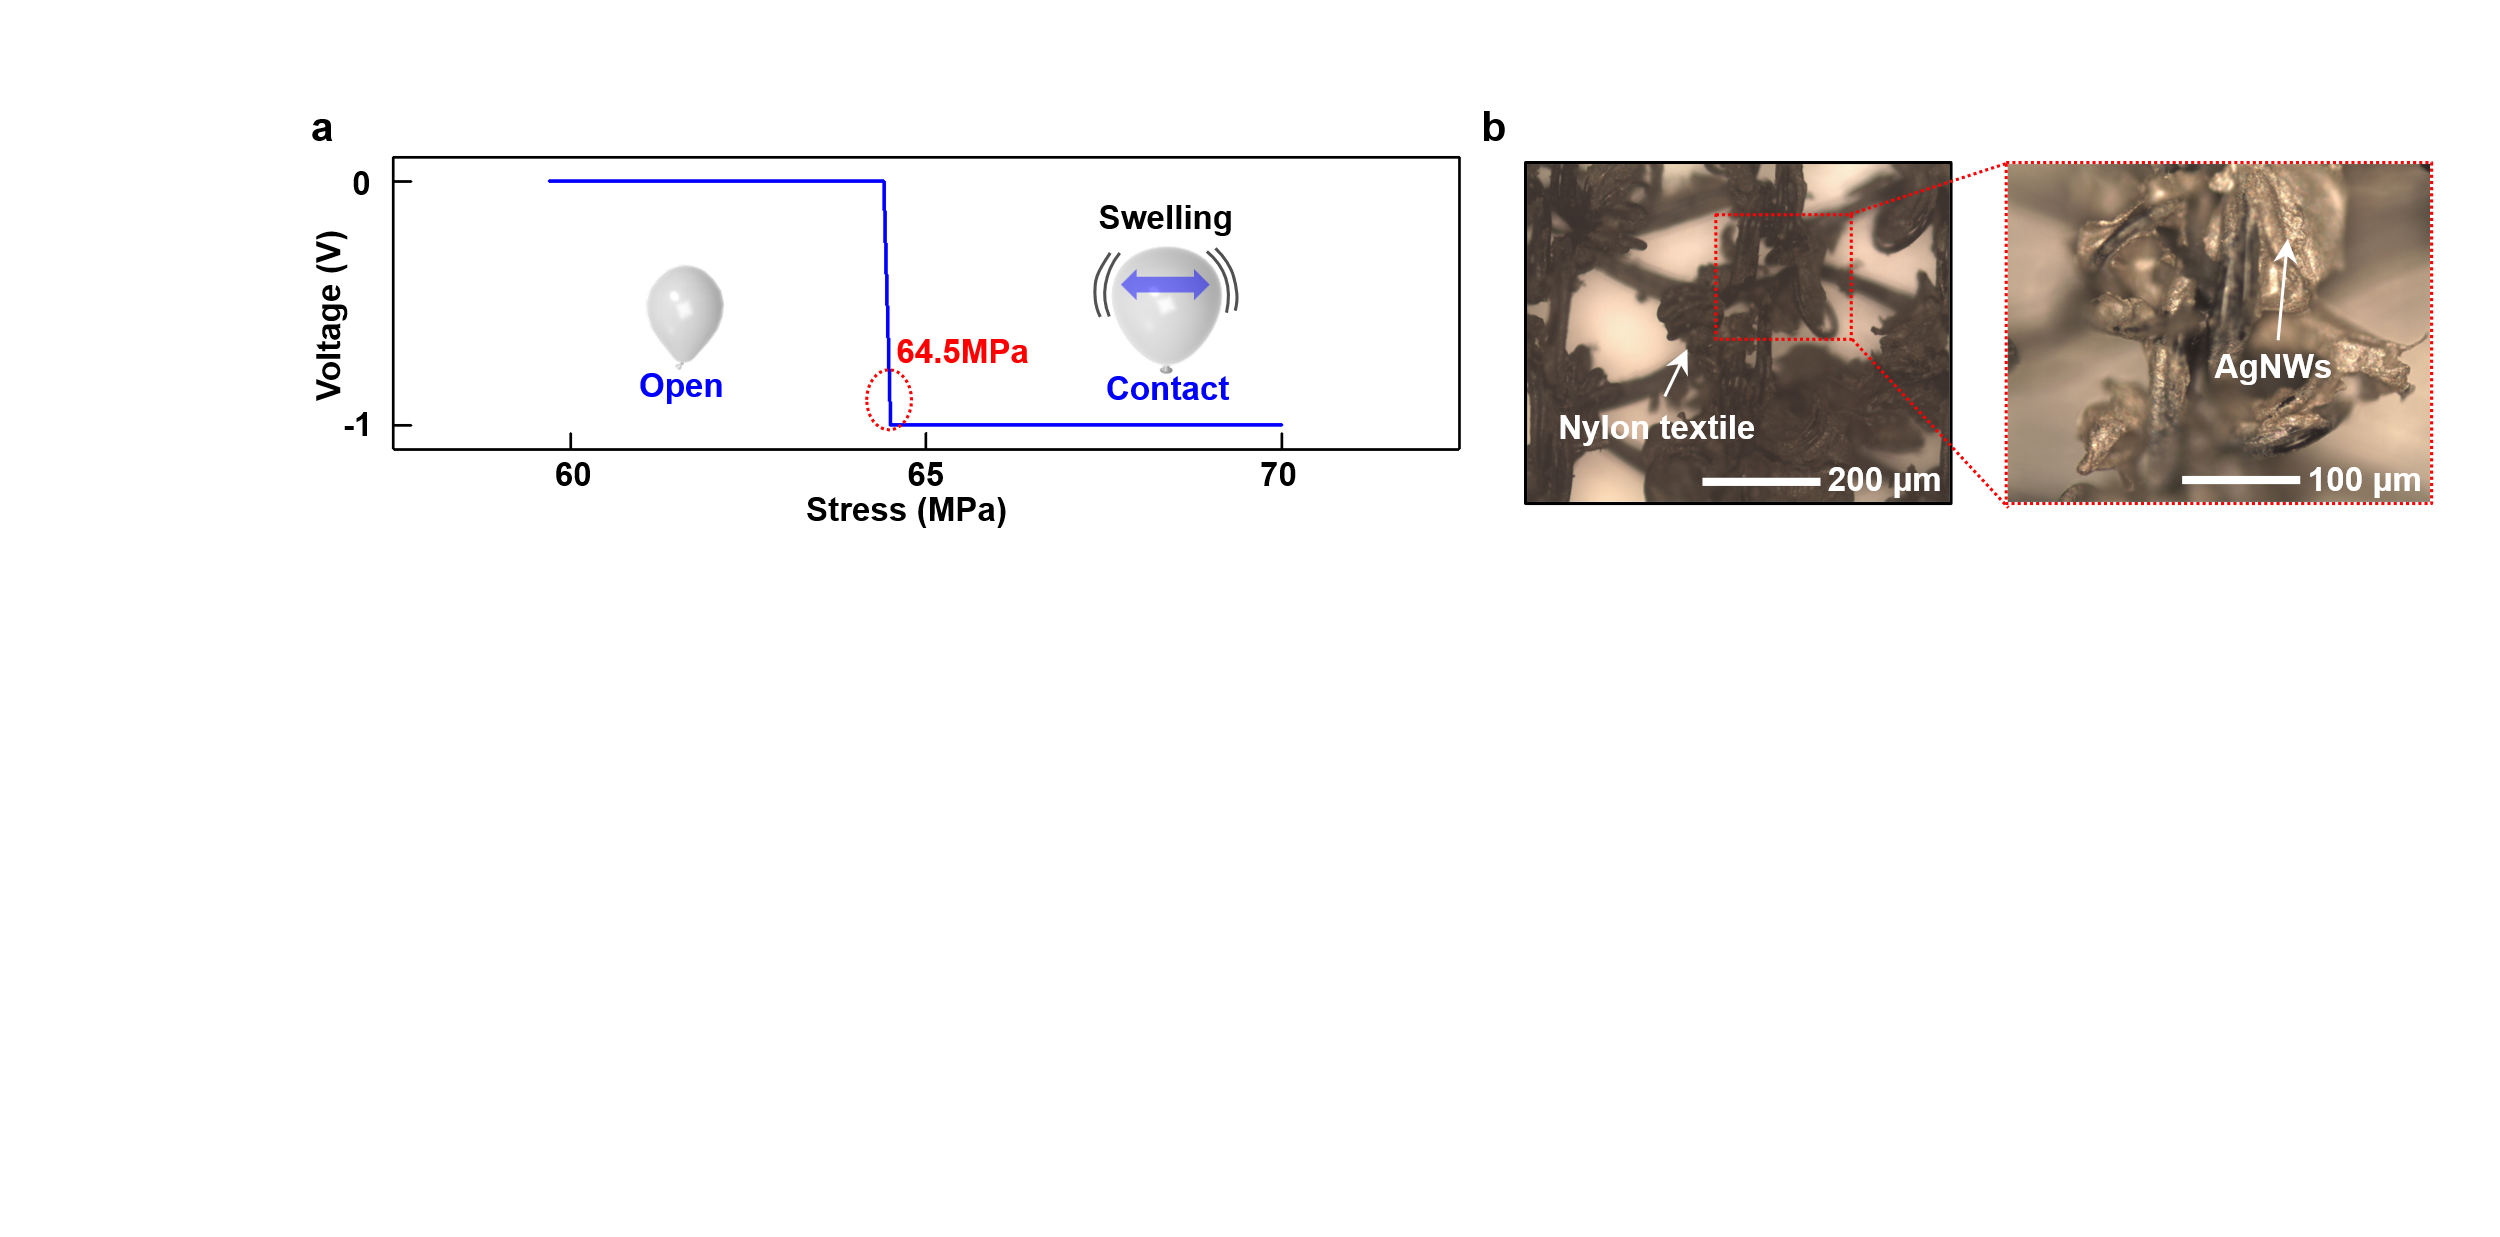 a
0
-1
Voltage (V)
Open
64.5MPa
Swelling
Contact
60
65
70
Stress (MPa)
b
Nylon textile
200 µm
AgNWs
100 µm